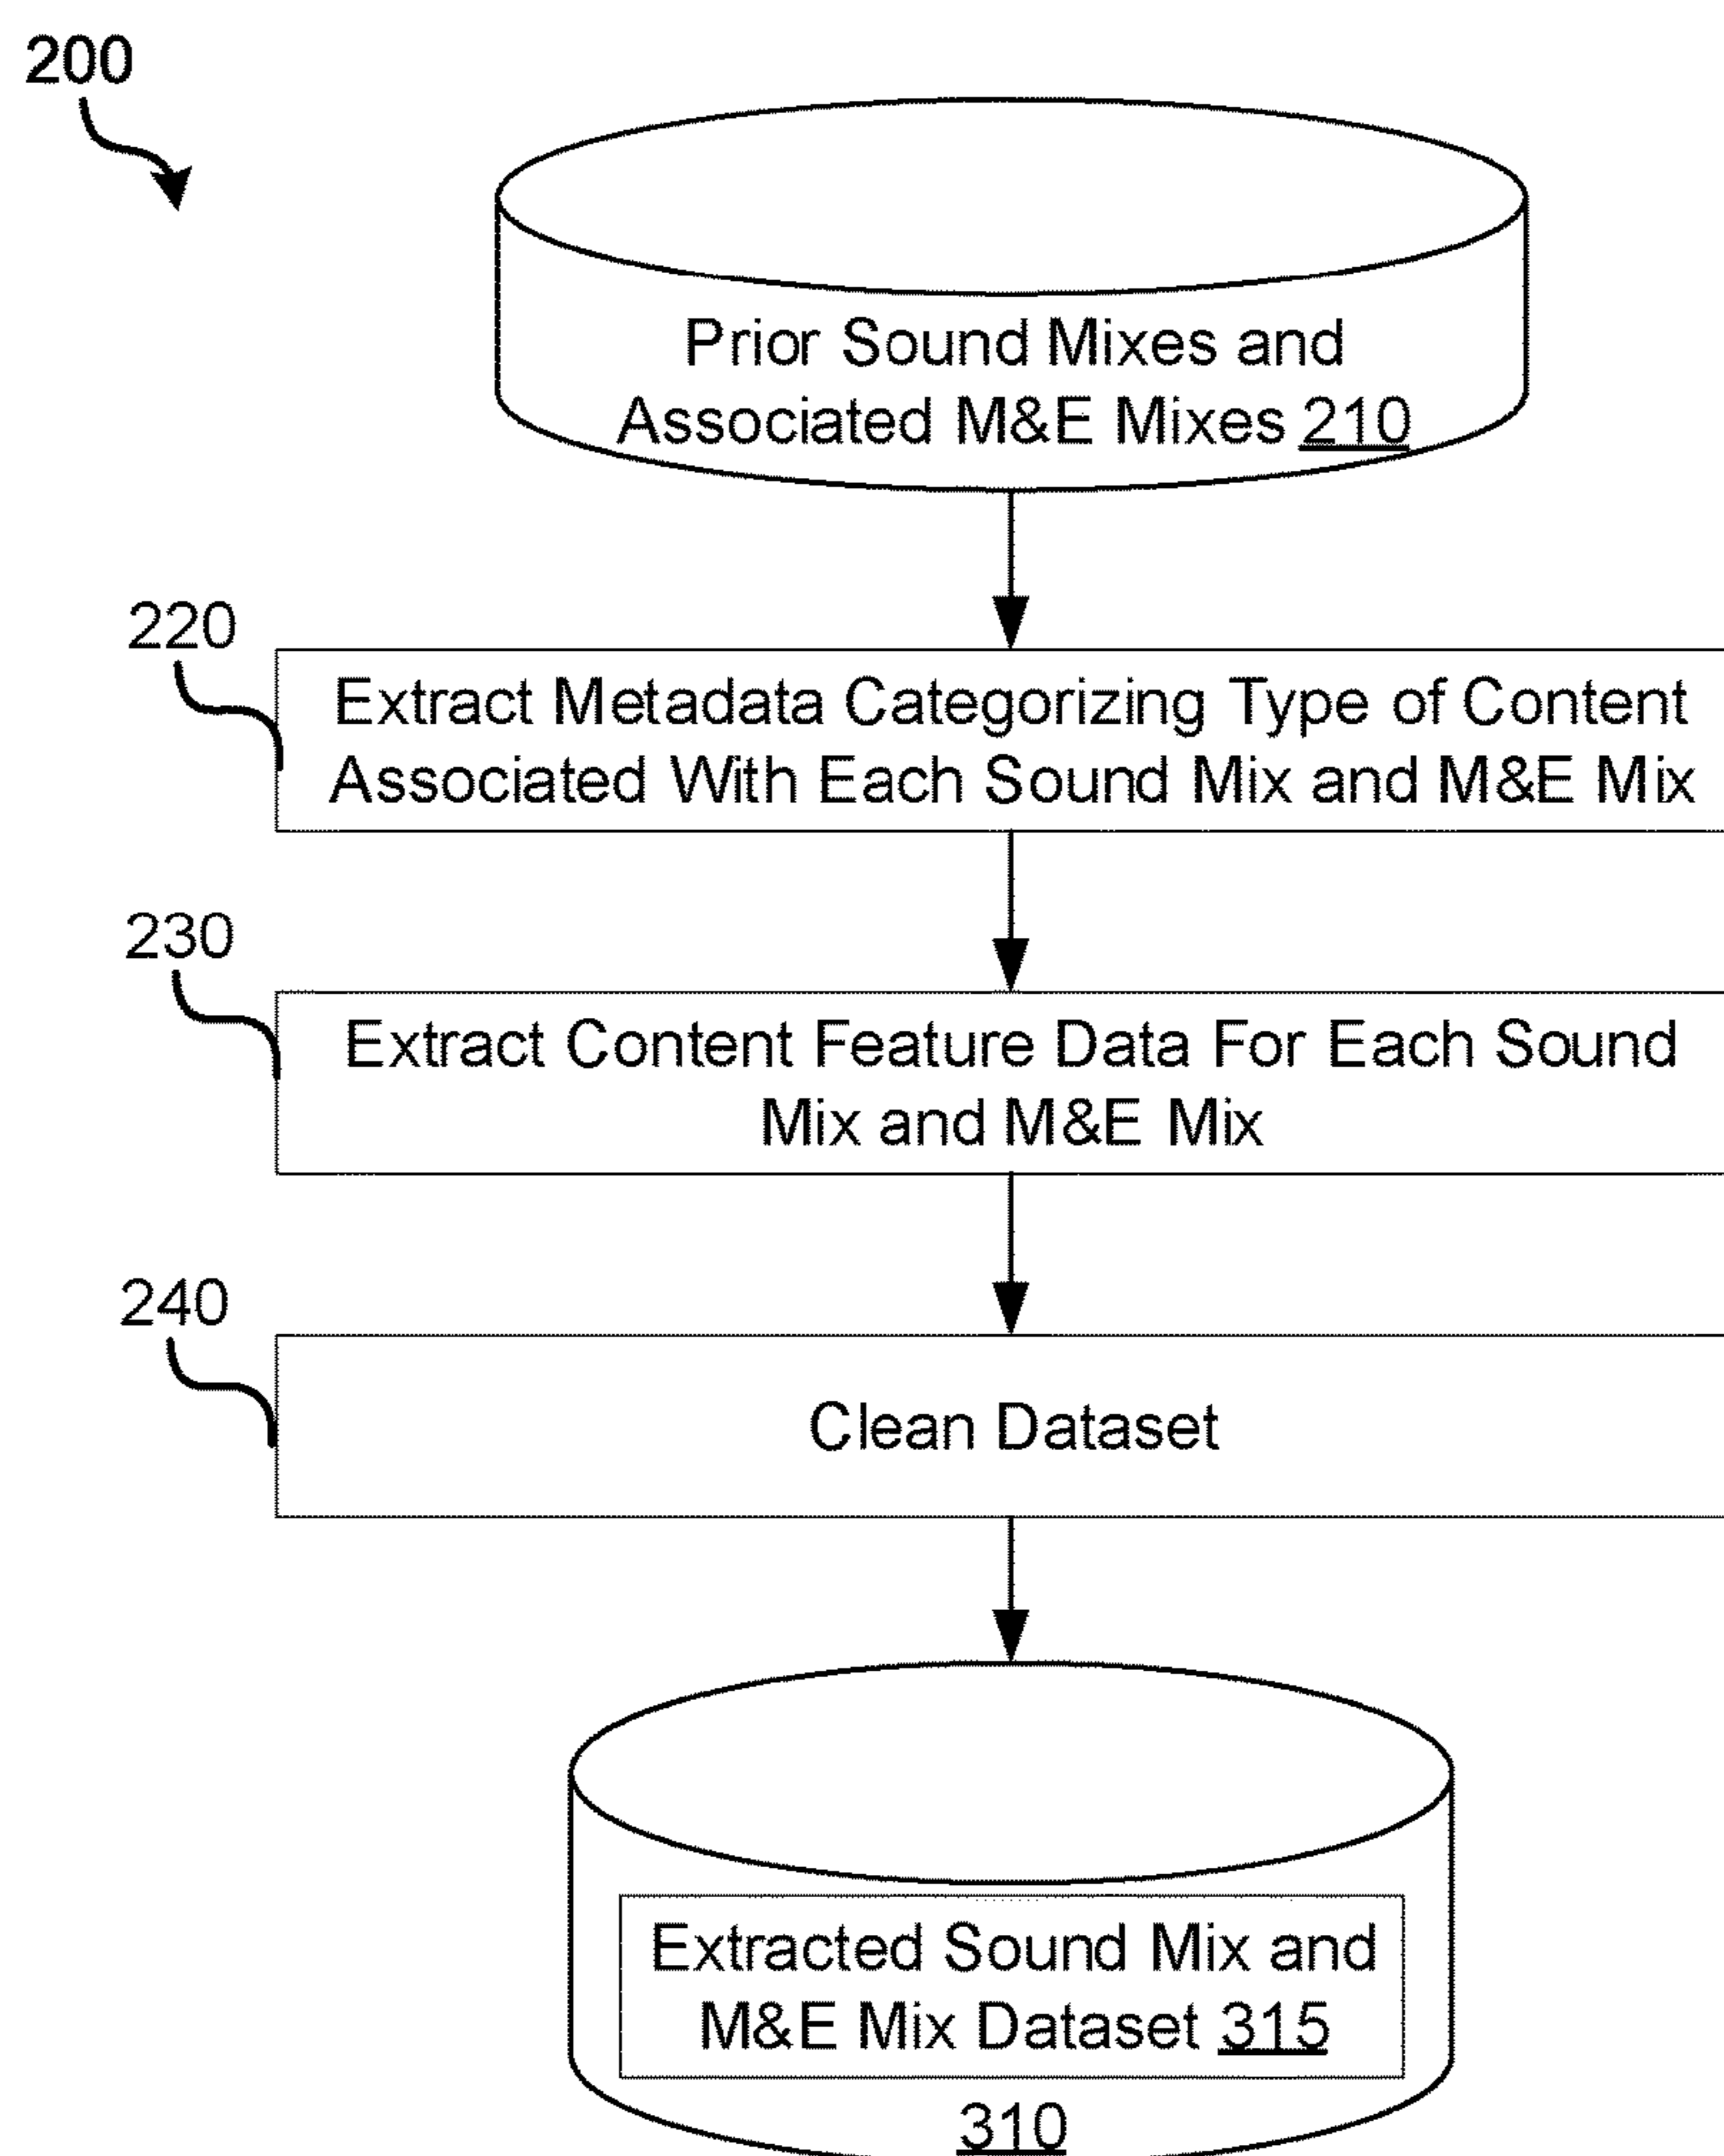 200
Prior Sound Mixes and
Associated M&E Mixes 210
220
Extract Metadata Categorizing Type of Content
Associated With Each Sound Mix and M&E Mix
230
Extract Content Feature Data For Each Sound
Mix and M&E Mix
240
Clean Dataset
Extracted Sound Mix and
M&E Mix Dataset 315
310